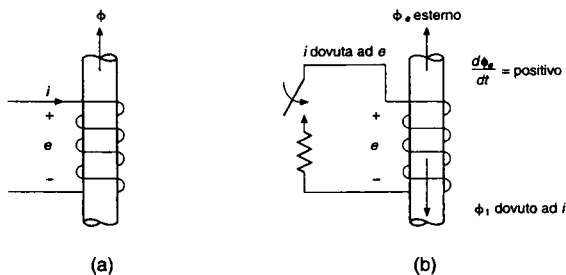 ϕ
i
+
e
−
(a)
ϕe esterno
i dovuta ad e
dϕe
dt
= positivo
+
e
−
ϕ1 dovuto ad i
(b)